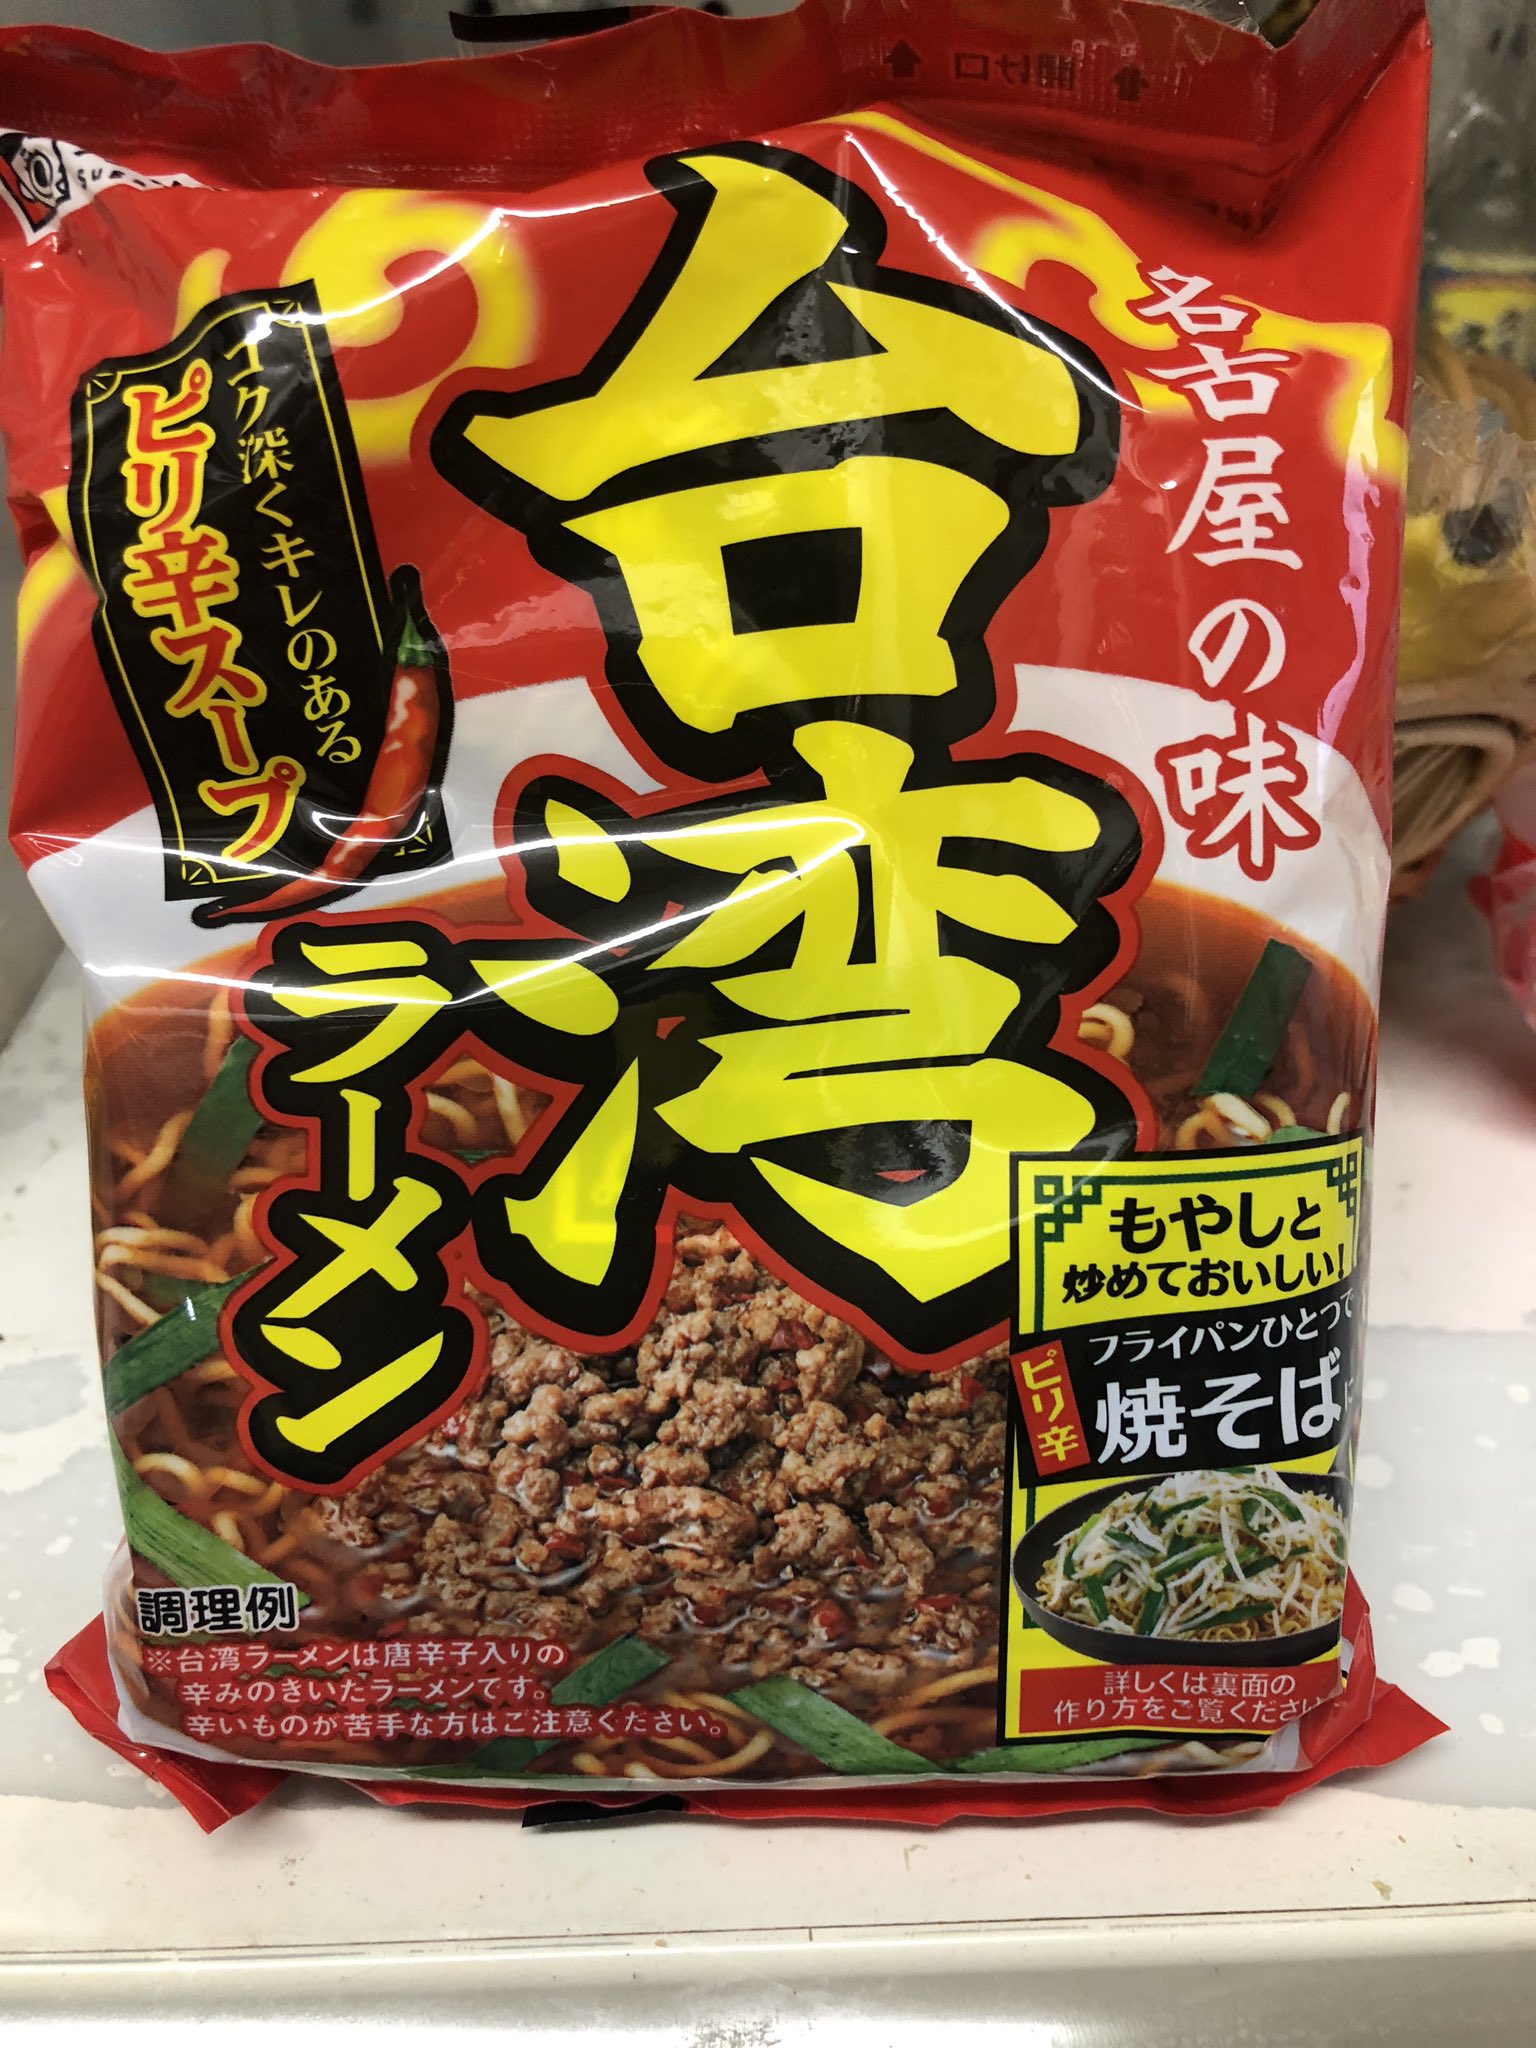 開け口
名古屋の味
台湾
ラーメン
コク深くキレのある
ピリ辛スープ
もやしと
炒めておいしい!
フライパンひとつで
ピリ辛
焼そばに
詳しくは裏面の
作り方をご覧ください
調理例
※台湾ラーメンは唐辛子入りの
辛みのきいたラーメンです。
辛いものが苦手な方はご注意ください。